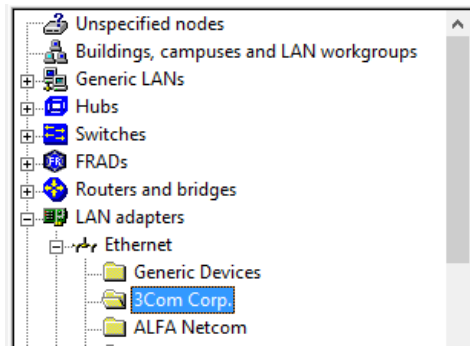 Unspecified nodes
Buildings, campuses and LAN workgroups
Generic LANs
Hubs
Switches
FR FRADs
Routers and bridges
LAN adapters
Ethernet
Generic Devices
3Com Corp.
ALFA Netcom